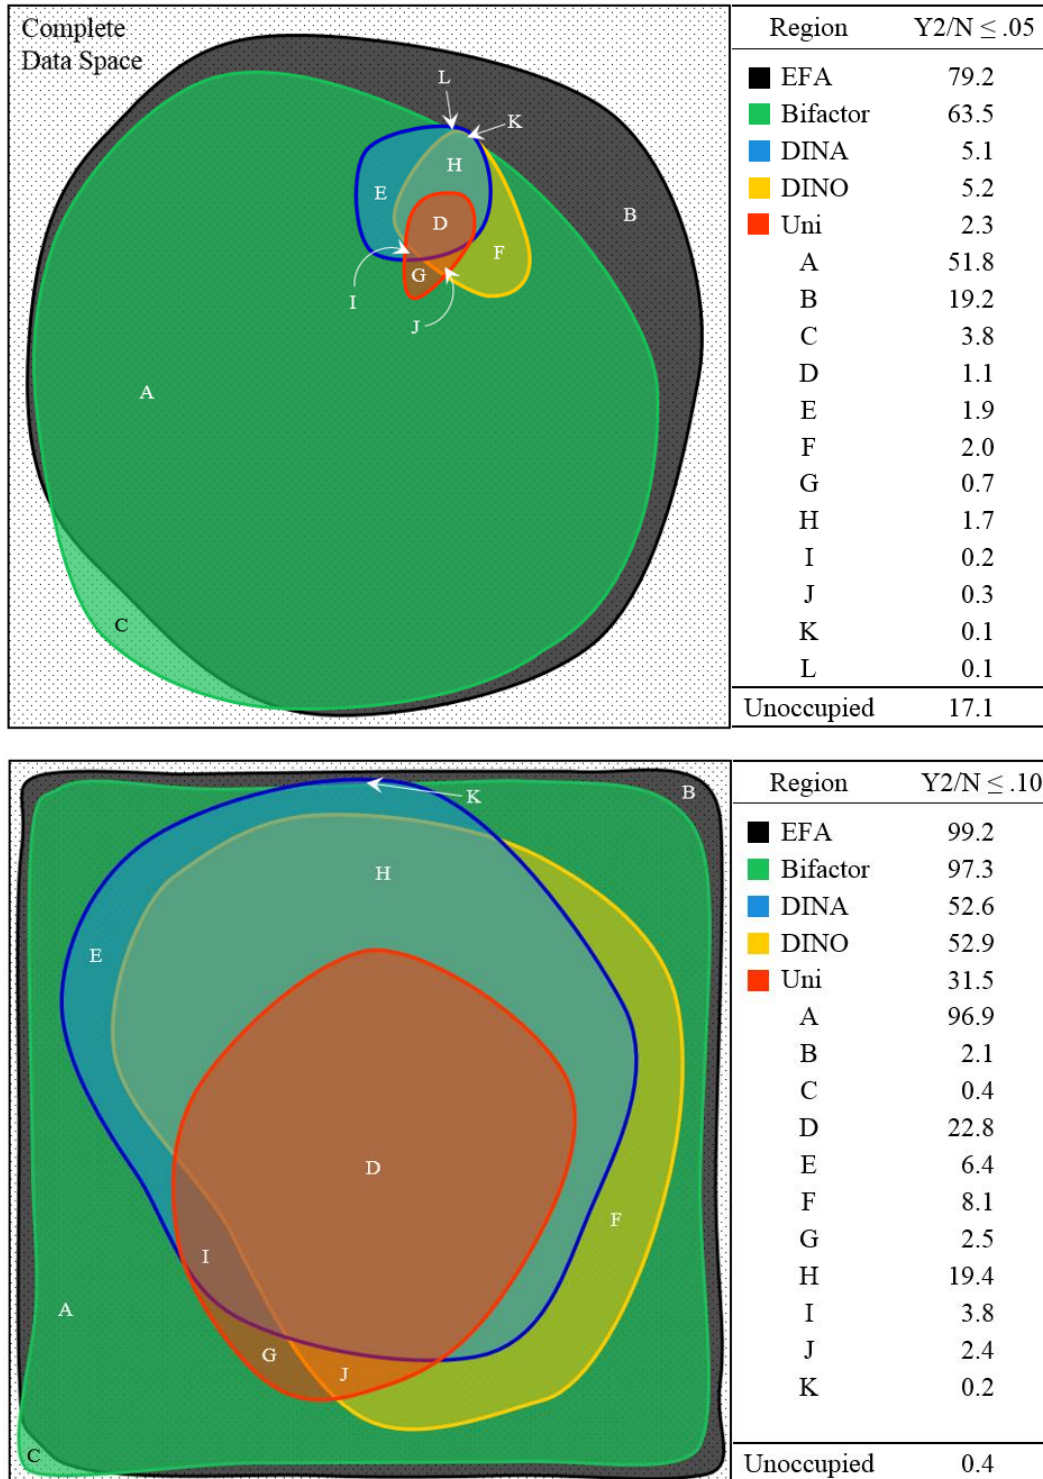 Complete
Data Space
L
K
H
E
D
B
F
G
I
J
A
C
Region Y2/N ≤ .05
EFA 79.2
Bifactor 63.5
DINA 5.1
DINO 5.2
Uni 2.3
A 51.8
B 19.2
C 3.8
D 1.1
E 1.9
F 2.0
G 0.7
H 1.7
I 0.2
J 0.3
K 0.1
L 0.1
Unoccupied 17.1
K
B
H
E
D
F
I
A
G
J
C
Region Y2/N ≤ .10
EFA 99.2
Bifactor 97.3
DINA 52.6
DINO 52.9
Uni 31.5
A 96.9
B 2.1
C 0.4
D 22.8
E 6.4
F 8.1
G 2.5
H 19.4
I 3.8
J 2.4
K 0.2
Unoccupied 0.4